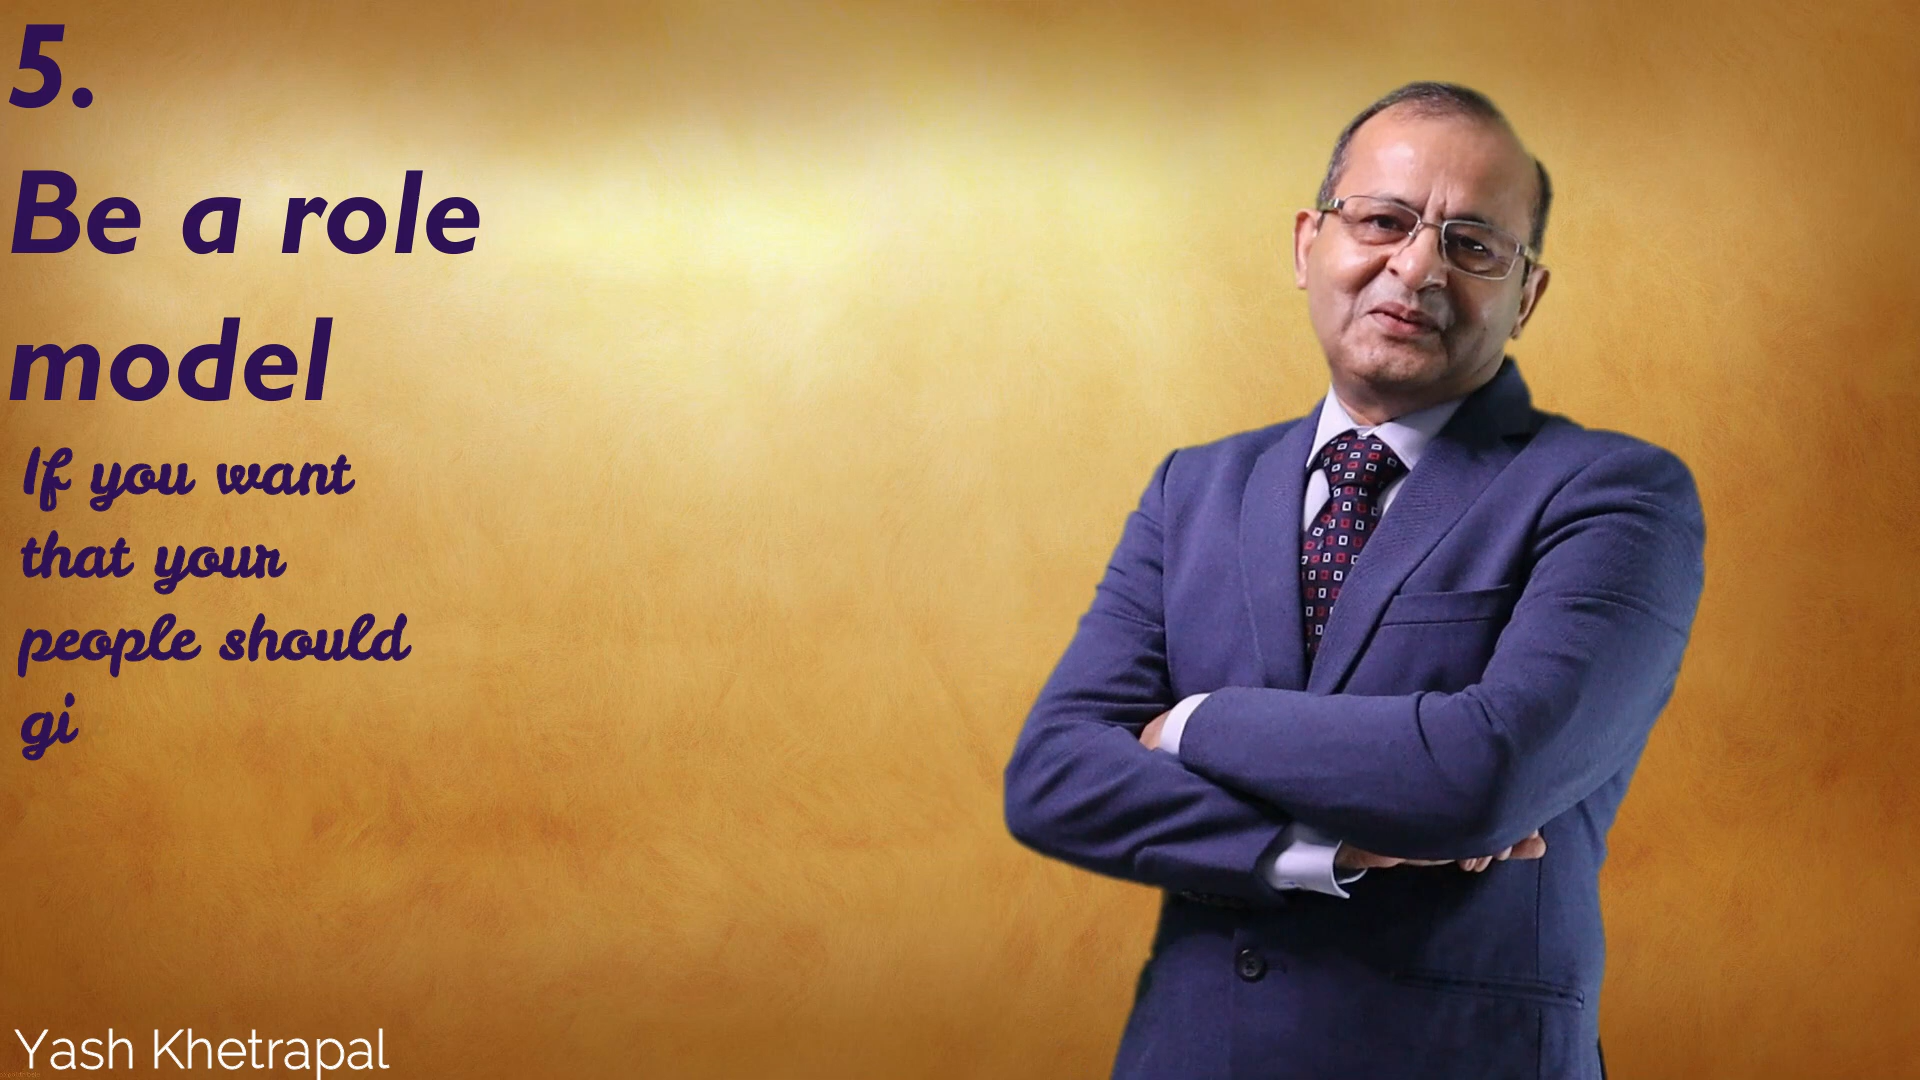 5.
Be a role
model
If you want
that your
people should
gi
Yash Khetrapal